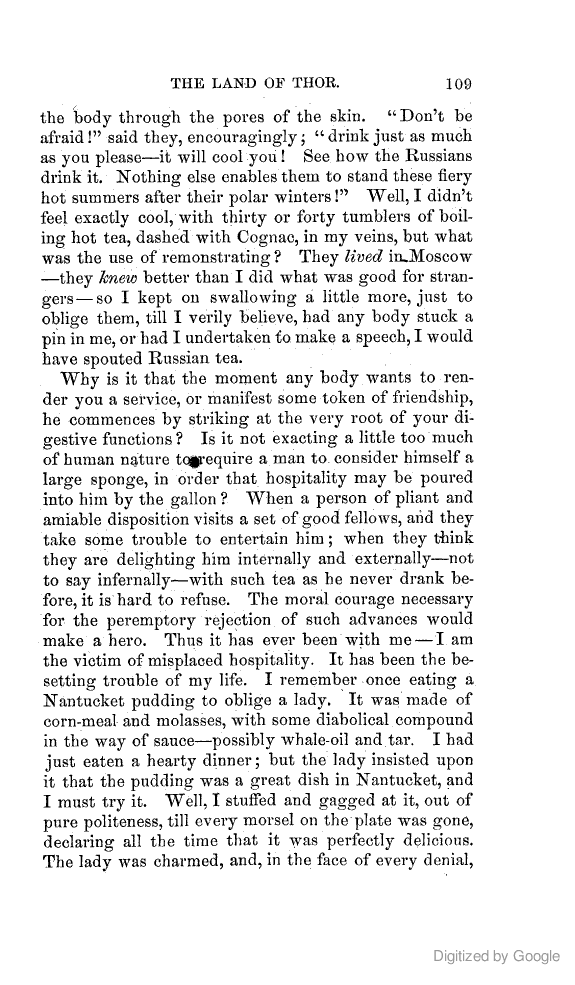 THE LAND OF THOR. 109
the body through the pores of the skin. "Don't be
afraid!" said they, encouragingly; "drink just as much
as you please—it will cool you! See how the Russians
drink it. Nothing else enables them to stand these fiery
hot summers after their polar winters!" Well, I didn't
feel exactly cool, with thirty or forty tumblers of boil-
ing hot tea, dashed with Cognac, in my veins, but what
was the use of remonstrating? They lived in Moscow
—they knew better than I did what was good for stran-
gers—so I kept on swallowing a little more, just to
oblige them, till I verily believe, had any body stuck a
pin in me, or had I undertaken to make a speech, I would
have spouted Russian tea.
Why is it that the moment any body wants to ren-
der you a service, or manifest some token of friendship,
he commences by striking at the very root of your di-
gestive functions? Is it not exacting a little too much
of human nature to require a man to consider himself a
large sponge, in order that hospitality may be poured
into him by the gallon? When a person of pliant and
amiable disposition visits a set of good fellows, and they
take some trouble to entertain him; when they think
they are delighting him internally and externally—not
to say infernally—with such tea as he never drank be-
fore, it is hard to refuse. The moral courage necessary
for the peremptory rejection of such advances would
make a hero. Thus it has ever been with me—I am
the victim of misplaced hospitality. It has been the be-
setting trouble of my life. I remember once eating a
Nantucket pudding to oblige a lady. It was made of
corn-meal and molasses, with some diabolical compound
in the way of sauce—possibly whale-oil and tar. I had
just eaten a hearty dinner; but the lady insisted upon
it that the pudding was a great dish in Nantucket, and
I must try it. Well, I stuffed and gagged at it, out of
pure politeness, till every morsel on the plate was gone,
declaring all the time that it was perfectly delicious.
The lady was charmed, and, in the face of every denial,
Digitized by Google